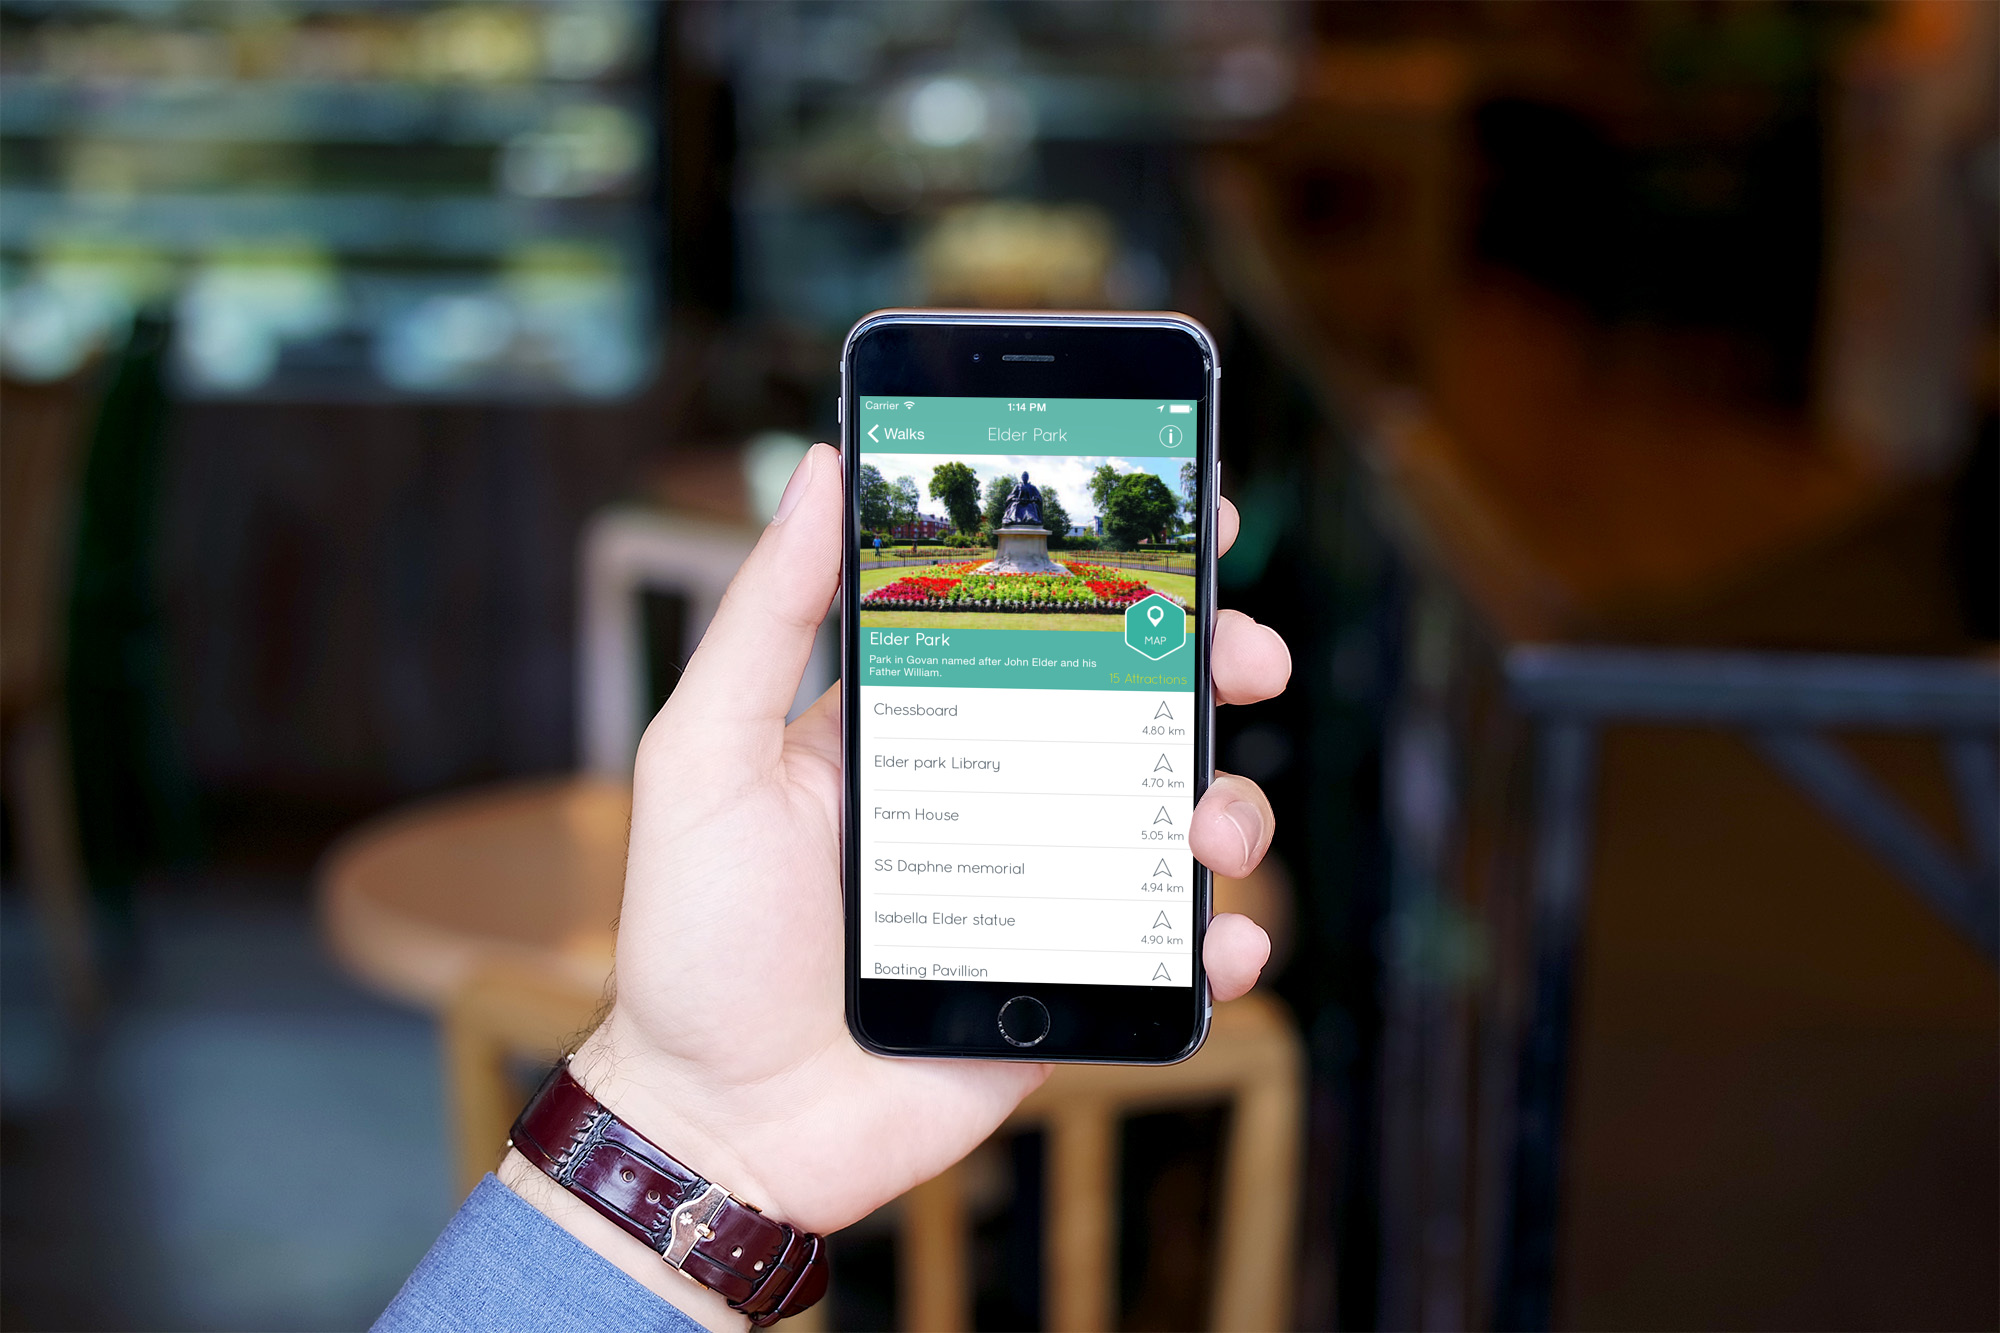 Carrier 1:14 PM
Walks Elder Park
MAP
Elder Park
Park in Govan named after John Elder and his
Father William.
15 Attractions
Chessboard
4.80 km
Elder park Library
4.70 km
Farm House
5.05 km
SS Daphne memorial
4.94 km
Isabella Elder statue
4.90 km
Boating Pavillion